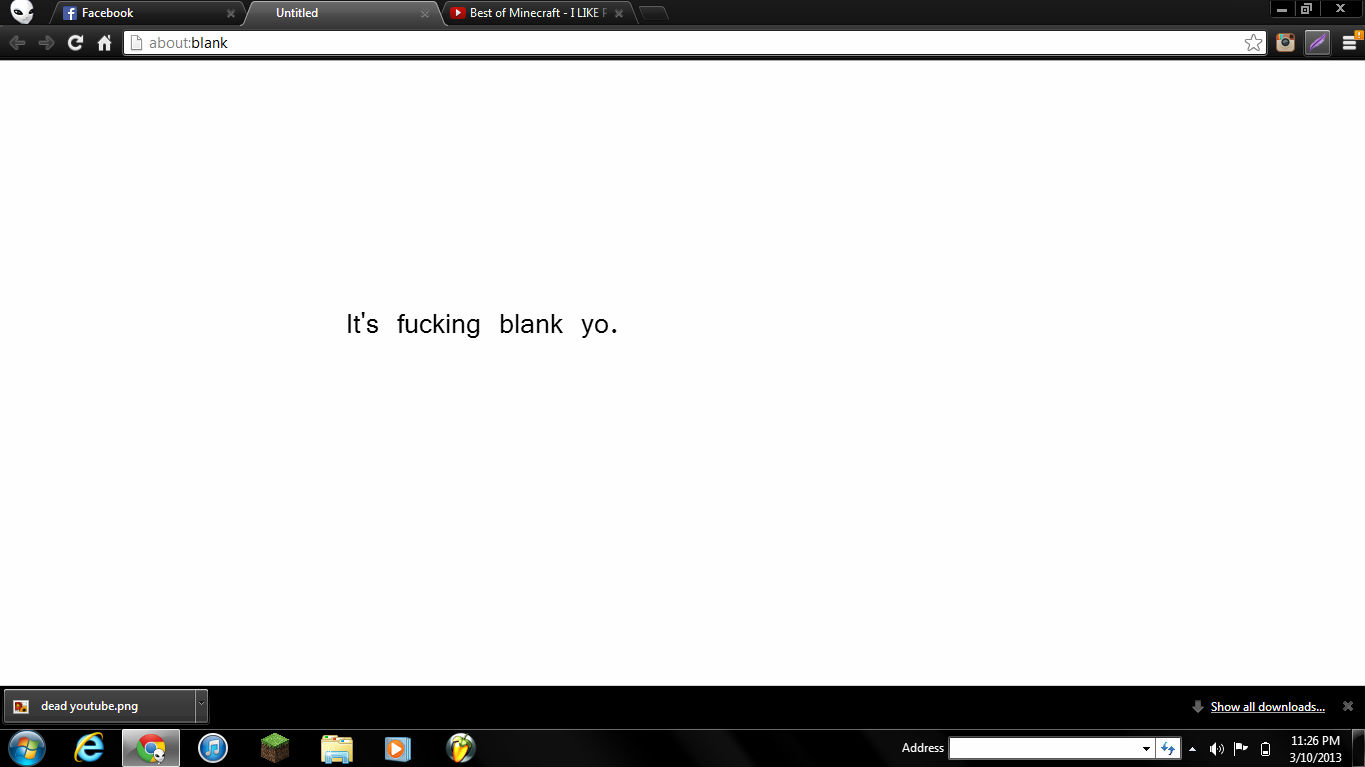 Facebook
Untitled
Best of Minecraft - I LIKE
about:blank
It's fucking blank yo.
dead youtube.png
Show all downloads...
Address
11:26 PM
3/10/2013